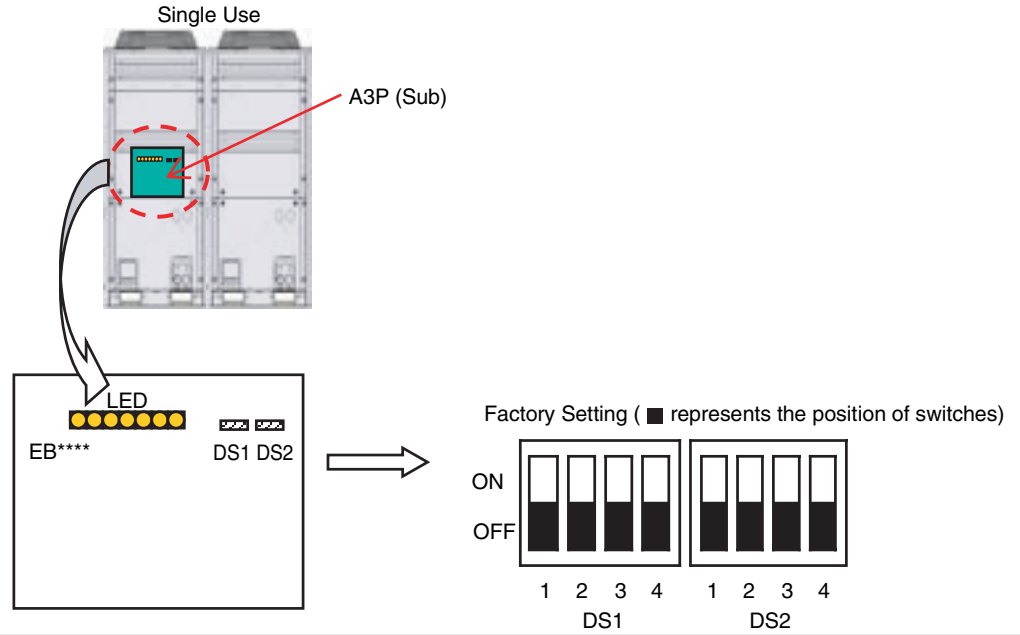 Single Use
A3P (Sub)
LED
EB****
DS1 DS2
Factory Setting ( ■ represents the position of switches)
ON
OFF
1 2 3 4 1 2 3 4
DS1 DS2